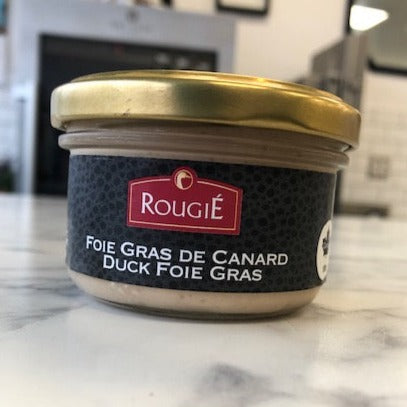 ROUGIÉ
FOIE GRAS DE CANARD
DUCK FOIE GRAS